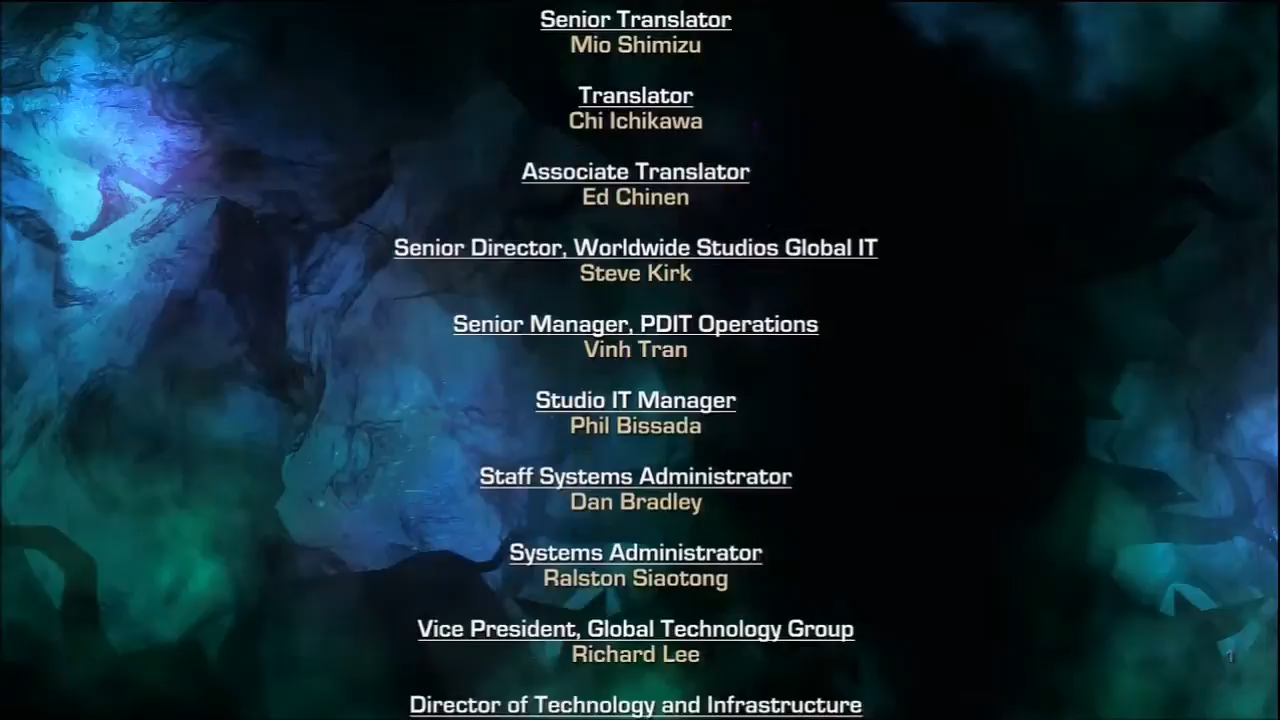 Senior Translator
Mio Shimizu
Translator
Chi Ichikawa
Associate Translator
Ed Chinen
Senior Director, Worldwide Studios Global IT
Steve Kirk
Senior Manager, PDIT Operations
Vinh Tran
Studio IT Manager
Phil Bissada
Staff Systems Administrator
Dan Bradley
Systems Administrator
Ralston Siaotong
Vice President, Global Technology Group
Richard Lee
Director of Technology and Infrastructure